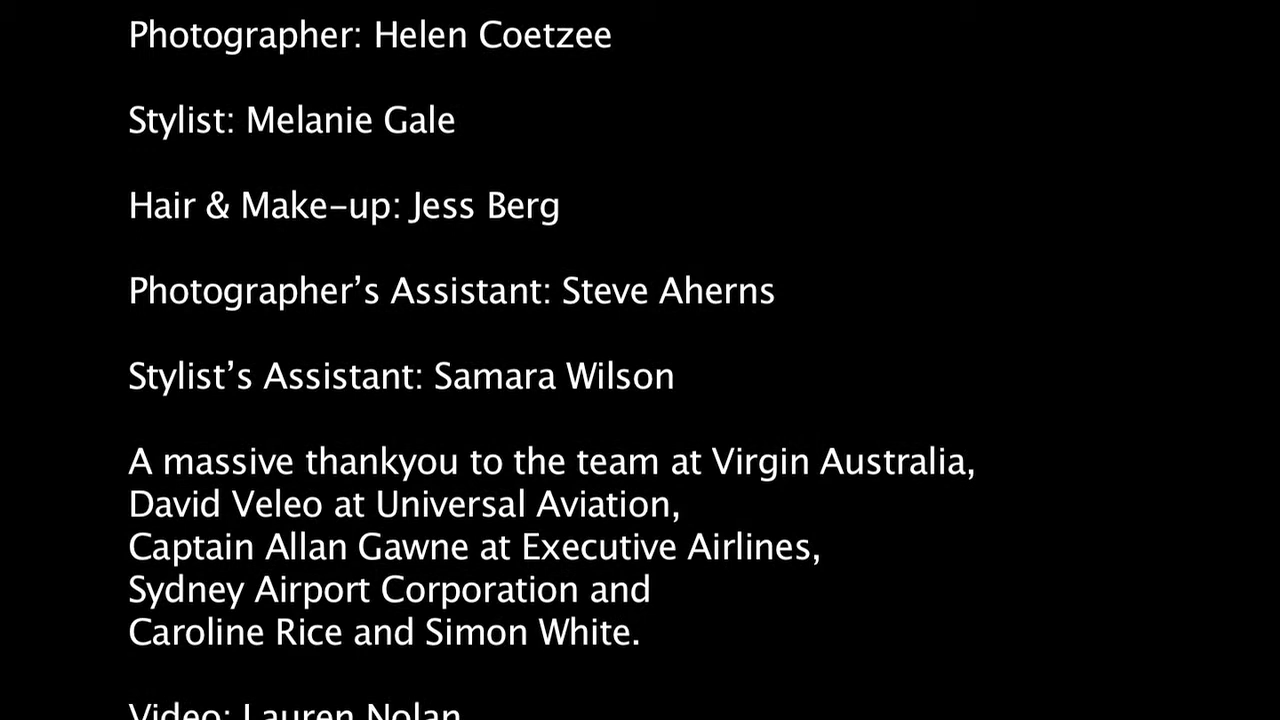 Photographer: Helen Coetzee
Stylist: Melanie Gale
Hair & Make-up: Jess Berg
Photographer’s Assistant: Steve Aherns
Stylist’s Assistant: Samara Wilson
A massive thankyou to the team at Virgin Australia,
David Veleo at Universal Aviation,
Captain Allan Gawne at Executive Airlines,
Sydney Airport Corporation and
Caroline Rice and Simon White.
Video: Lauren Nolan